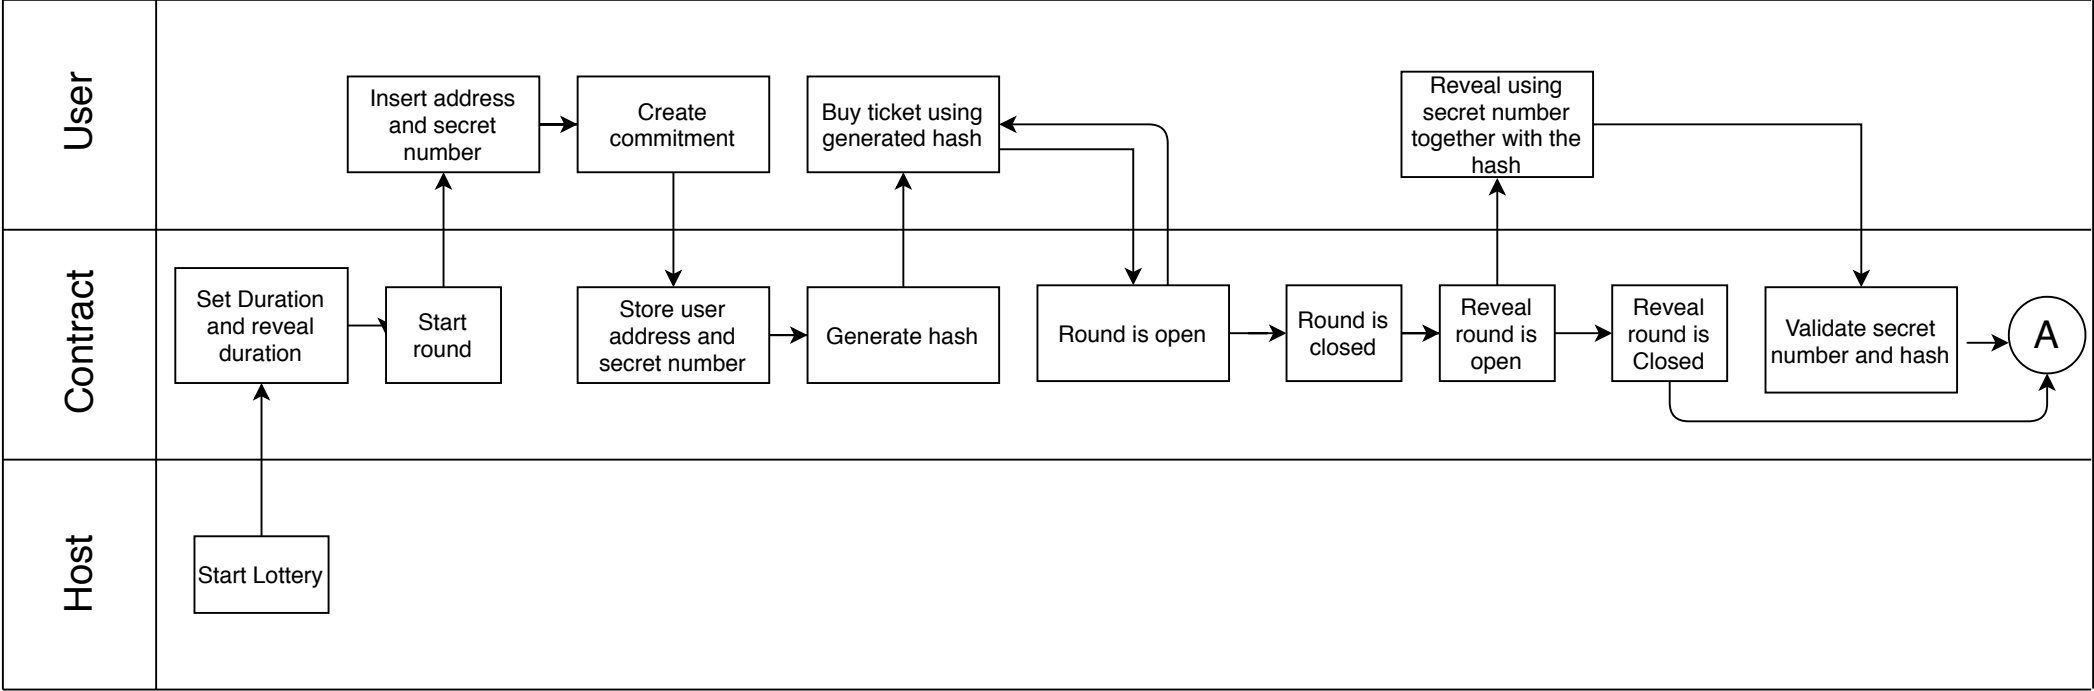 User
Insert address
and secret
number
Create
commitment
Buy ticket using
generated hash
Reveal using
secret number
together with the
hash
Contract
Set Duration
and reveal
duration
Start
round
Store user
address and
secret number
Generate hash
Round is open
Round is
closed
Reveal
round is
open
Reveal
round is
Closed
Validate secret
number and hash
A
Host
Start Lottery